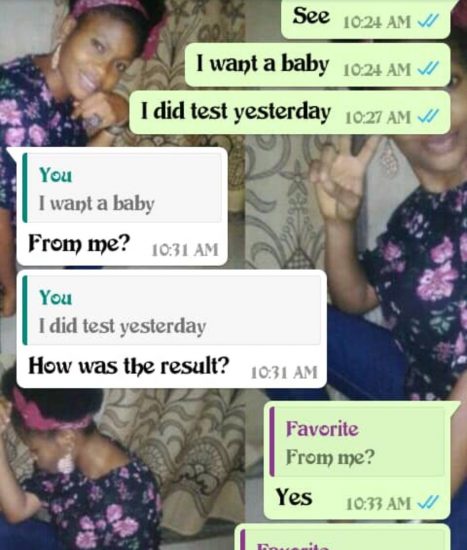 See 10:24 AM
I want a baby 10:24 AM
I did test yesterday 10:27 AM
You
I want a baby
From me? 10:31 AM
You
I did test yesterday
How was the result? 10:31 AM
Favorite
From me?
Yes 10:33 AM
Favorite